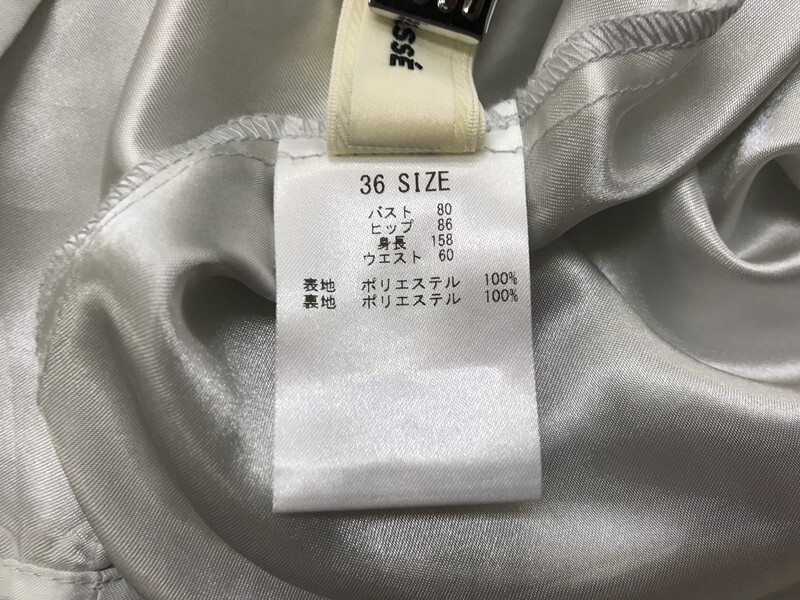 36 SIZE
バスト 80
ヒップ 86
身長 158
ウエスト 60
表地 ポリエステル 100%
裏地 ポリエステル 100%